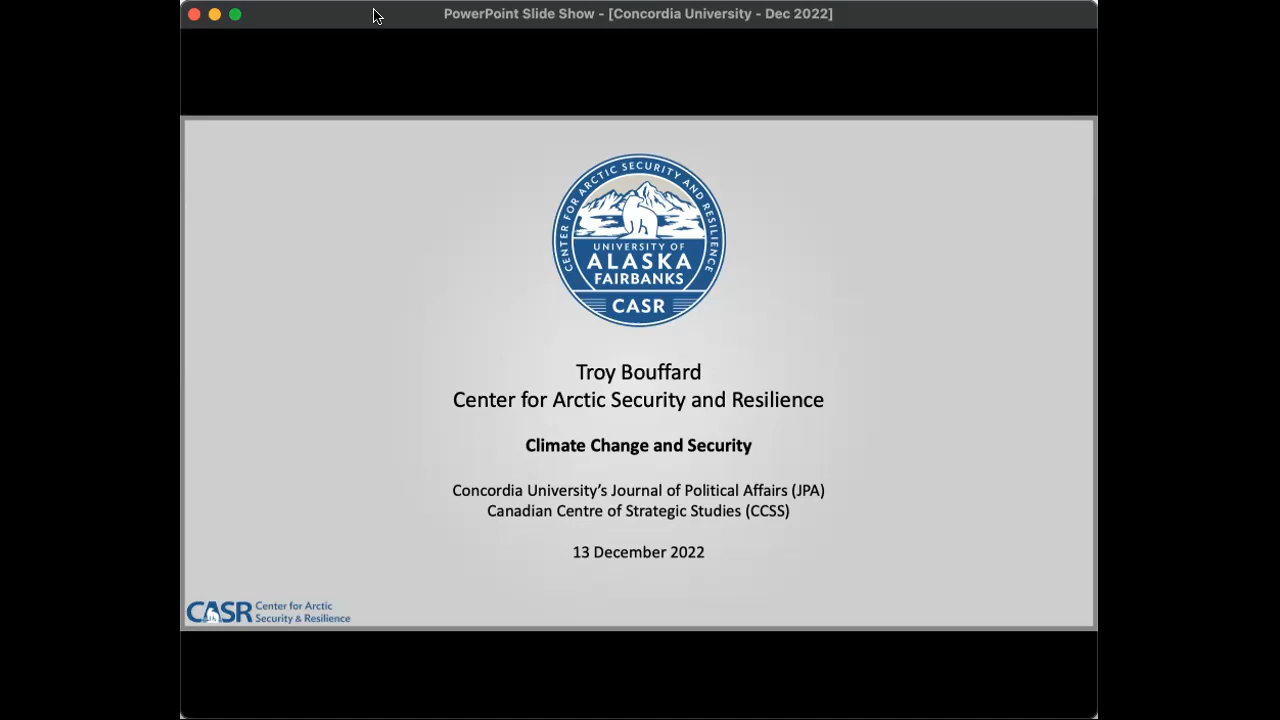 PowerPoint Slide Show - [Concordia University - Dec 2022]
CENTER FOR ARCTIC SECURITY AND RESILIENCE
UNIVERSITY OF
ALASKA
FAIRBANKS
CASR
Troy Bouffard
Center for Arctic Security and Resilience
Climate Change and Security
Concordia University’s Journal of Political Affairs (JPA)
Canadian Centre of Strategic Studies (CCSS)
13 December 2022
CASR Center for Arctic
Security & Resilience